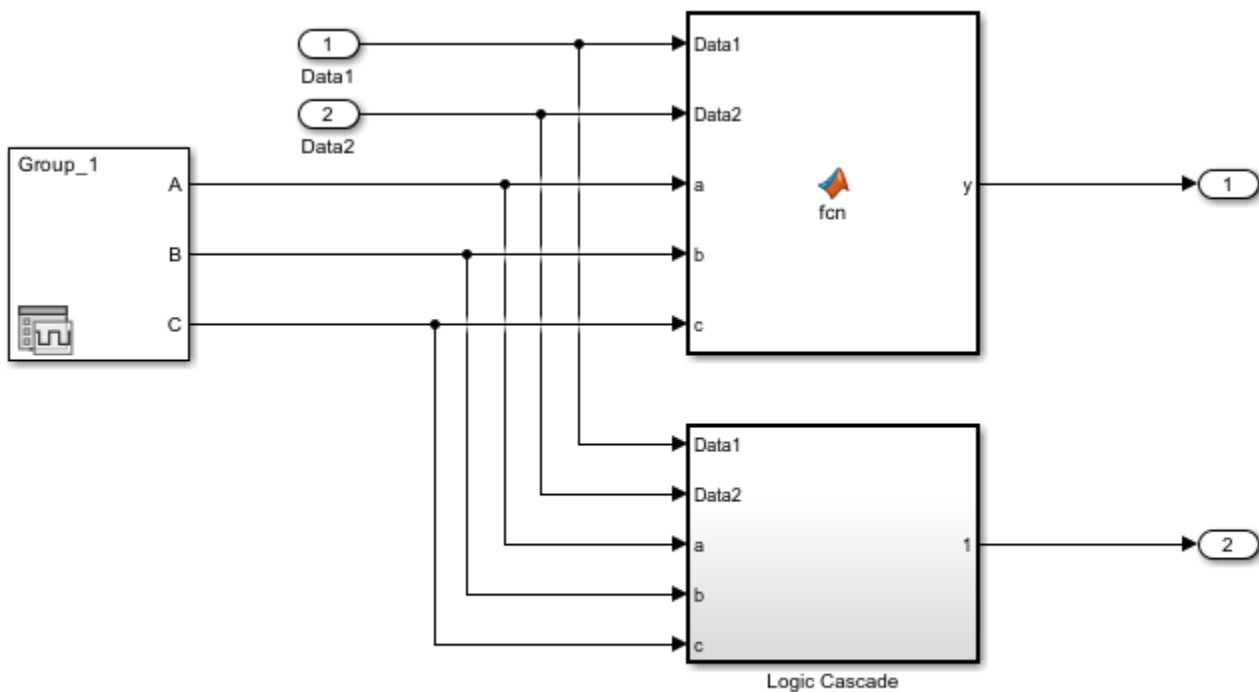 1
Data1
2
Data2
Group_1
A
B
C
Data1
Data2
a
b
c
fcn
y
1
Data1
Data2
a
b
c
1
Logic Cascade
2